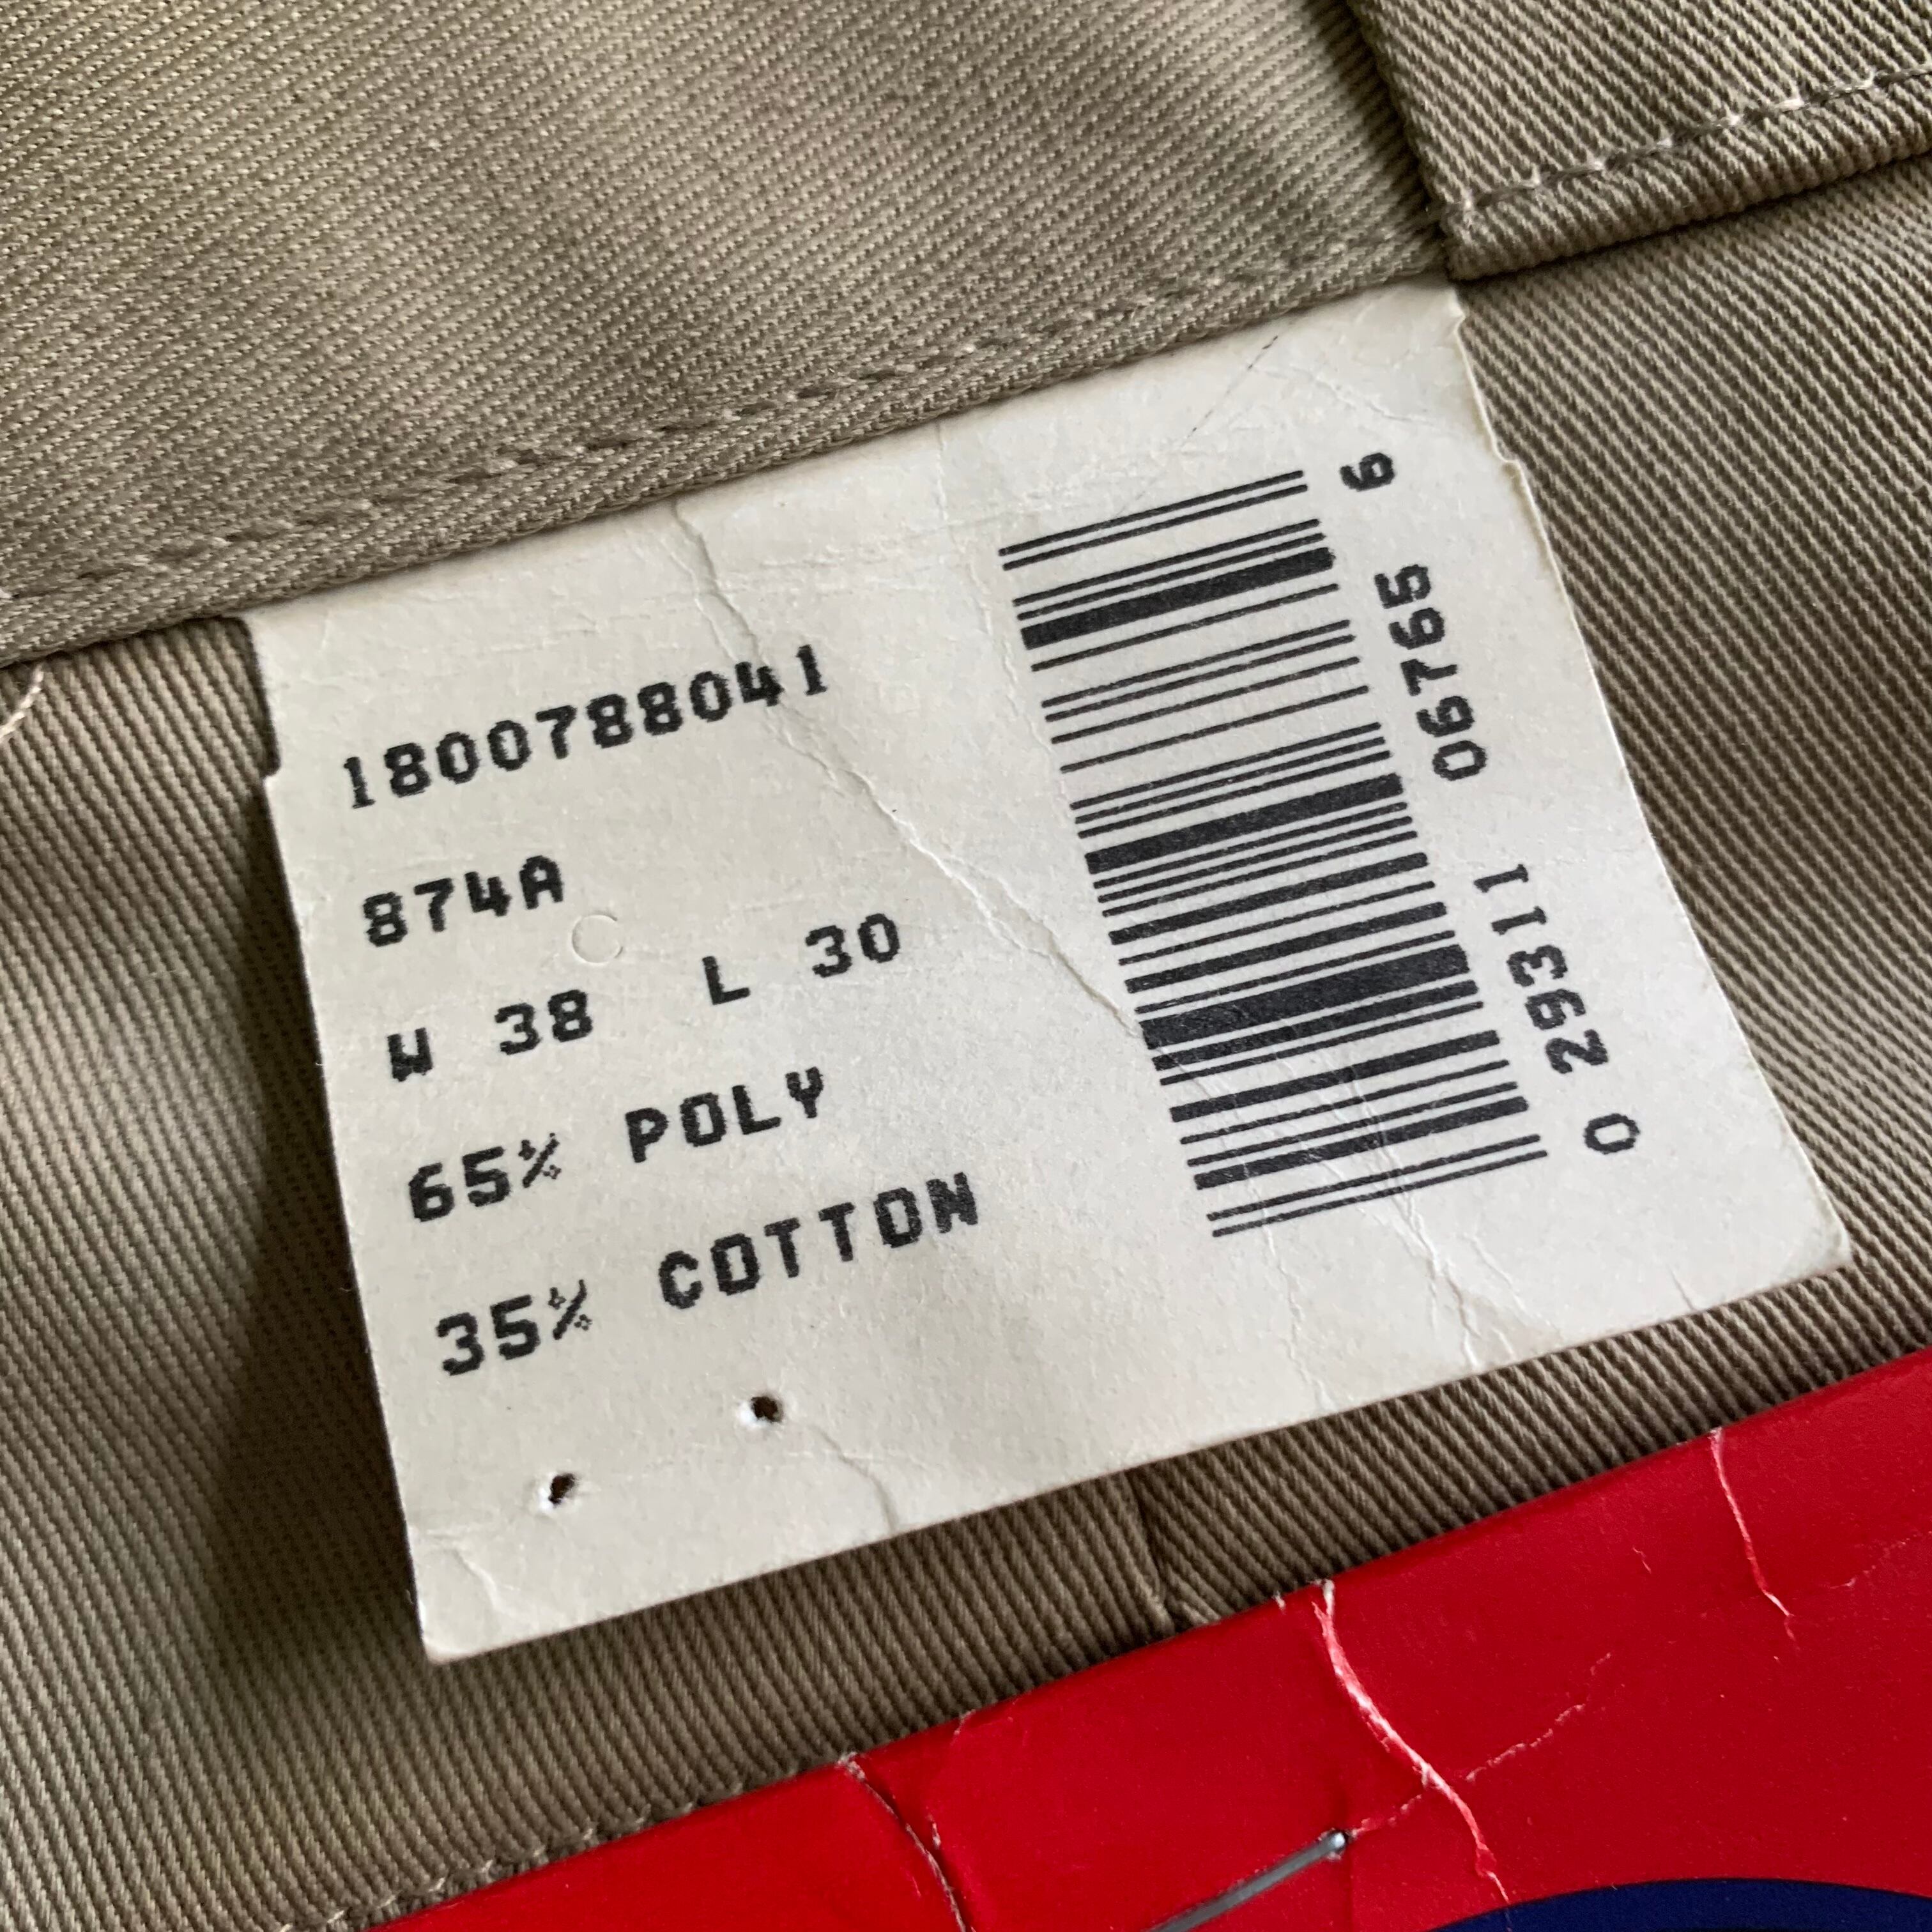 1800788041
874A
W 38 L 30
65% POLY
35% COTTON
0 29311 06765 6